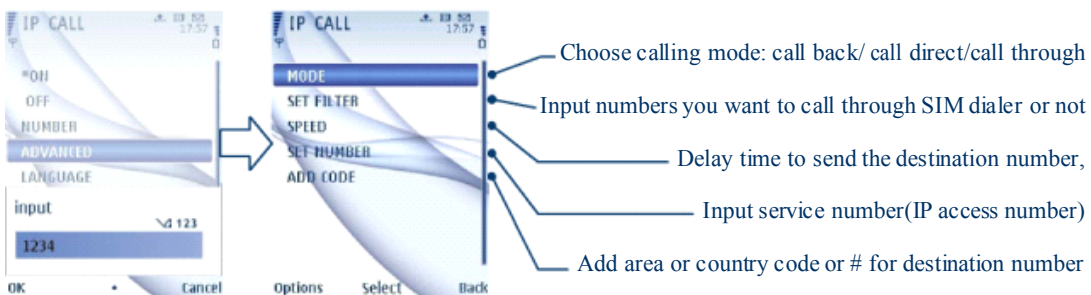 IP CALL
17:57
*ON
OFF
NUMBER
ADVANCED
LANGUAGE
input
123
1234
OK
Cancel
IP CALL
17:57
MODE
SET FILTER
SPEED
SET NUMBER
ADD CODE
Options Select Back
Choose calling mode: call back/ call direct/call through
Input numbers you want to call through SIM dialer or not
Delay time to send the destination number,
Input service number(IP access number)
Add area or country code or # for destination number